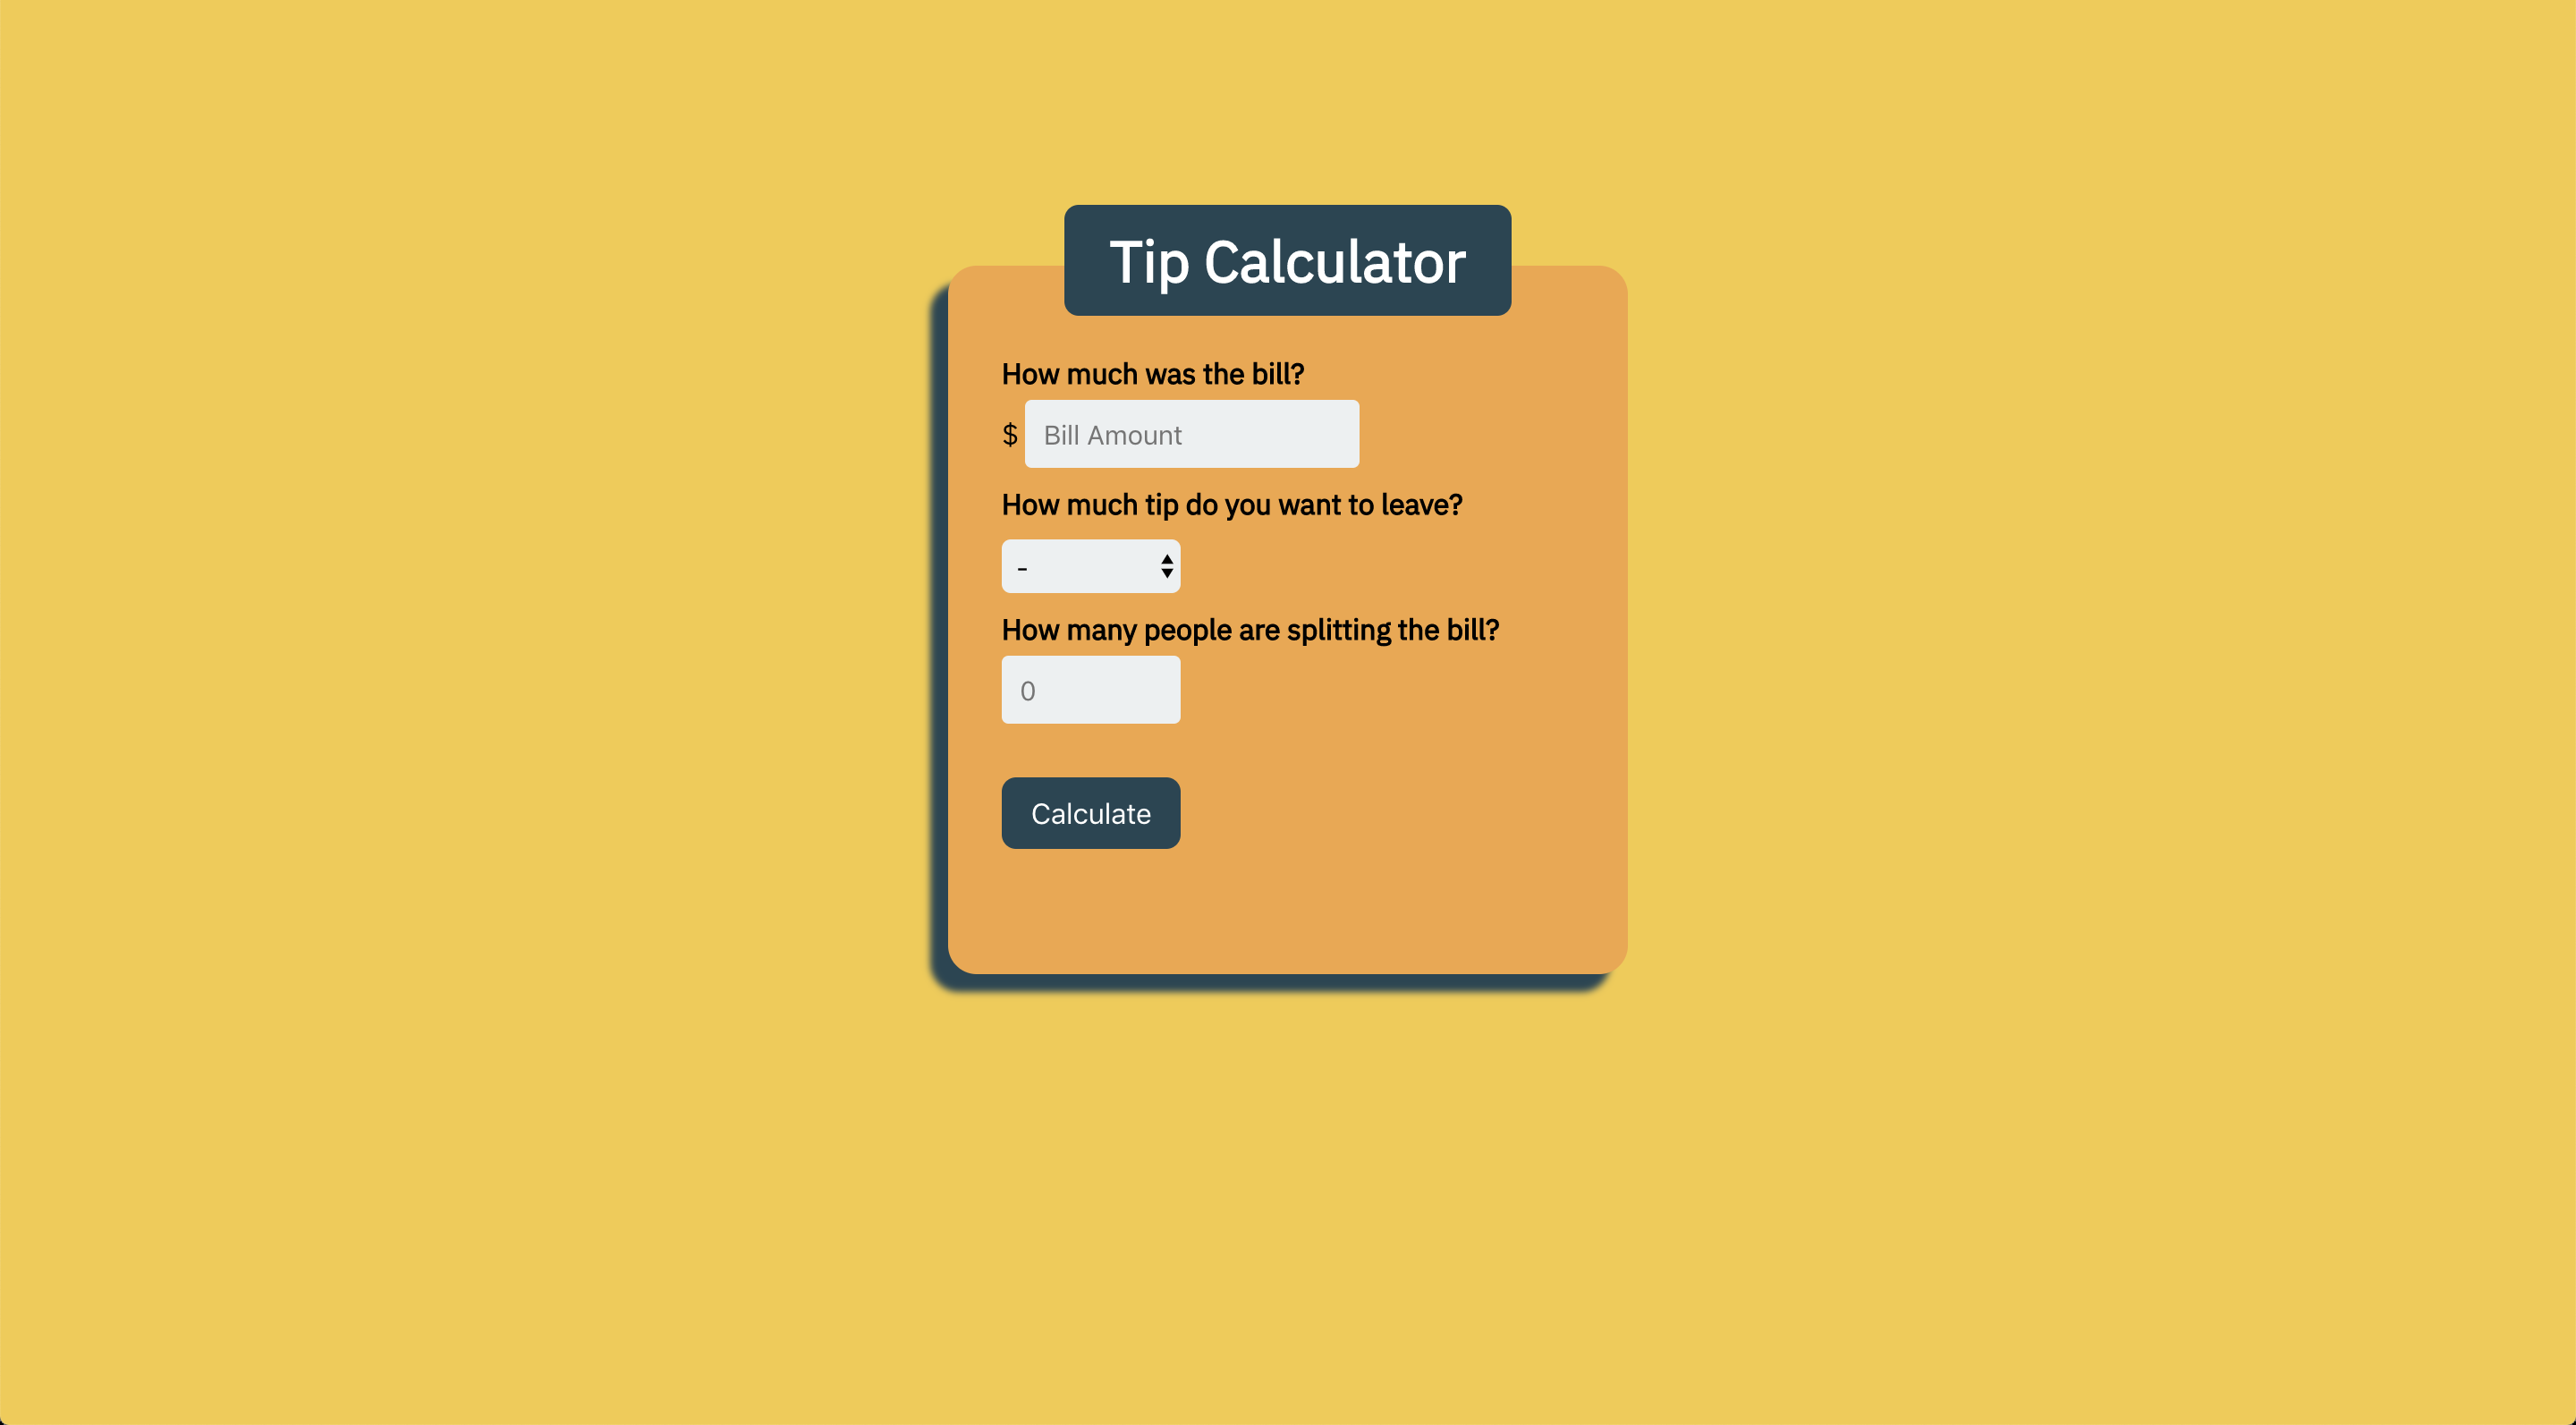 Tip Calculator
How much was the bill?
$ Bill Amount
How much tip do you want to leave?
-
How many people are splitting the bill?
0
Calculate